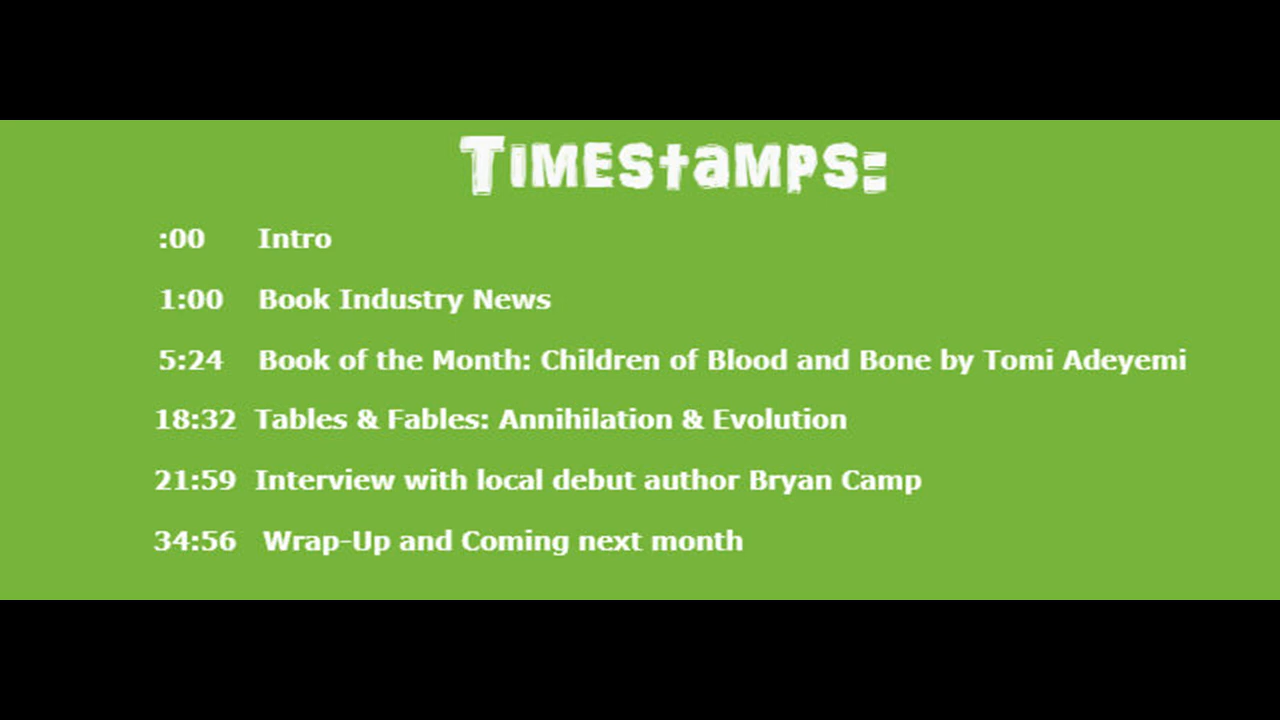 Timestamps:
:00 Intro
1:00 Book Industry News
5:24 Book of the Month: Children of Blood and Bone by Tomi Adeyemi
18:32 Tables & Fables: Annihilation & Evolution
21:59 Interview with local debut author Bryan Camp
34:56 Wrap-Up and Coming next month